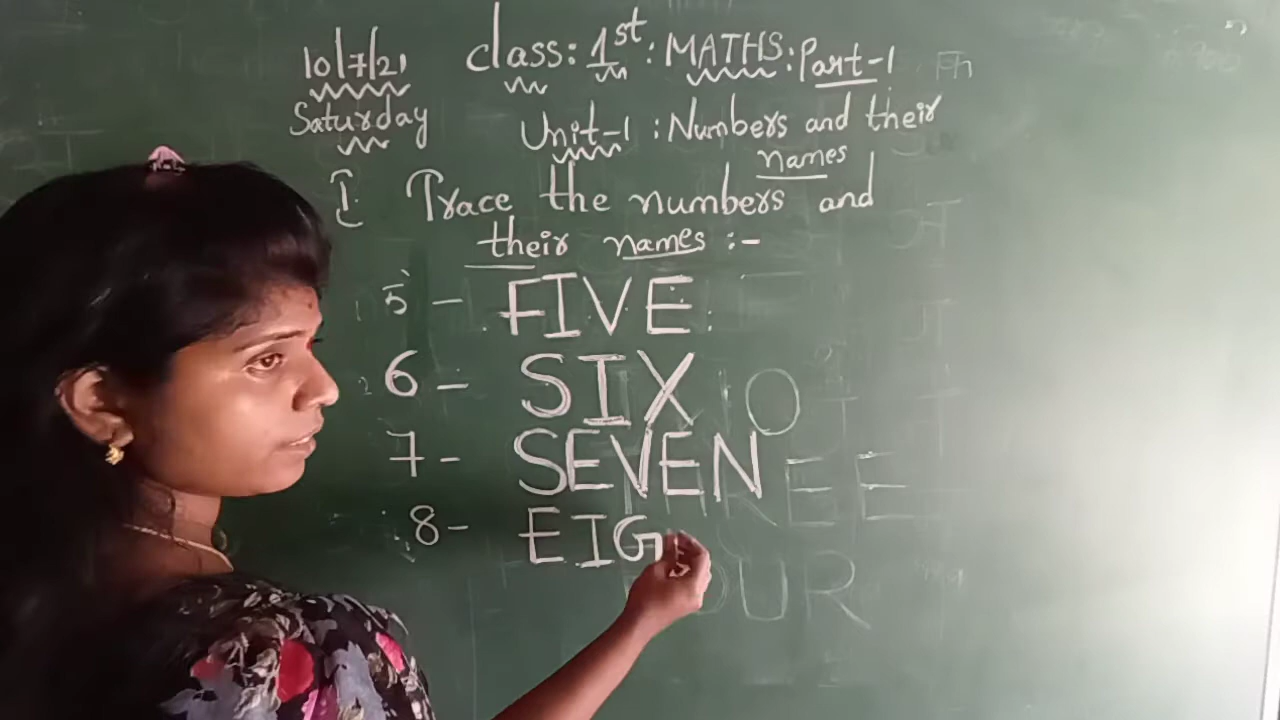 10/7/21 class: 1st: MATHS: Part-1
Saturday Unit-1 : Numbers and their names
I Trace the numbers and
their names :-
5 - FIVE
6 - SIX
7 - SEVEN
8 - EIG